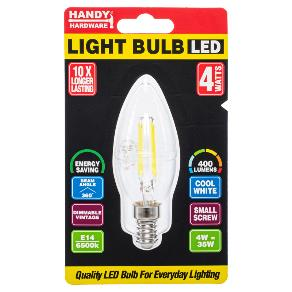 HANDY
HARDWARE
LIGHT BULB LED
10 X
LONGER
LASTING
4
WATTS
ENERGY
SAVING
BEAM
ANGLE
360°
DIMMABLE
VINTAGE
E14
6500k
400
LUMENS
COOL
WHITE
SMALL
SCREW
4W = 35W
Quality LED Bulb For Everyday Lighting